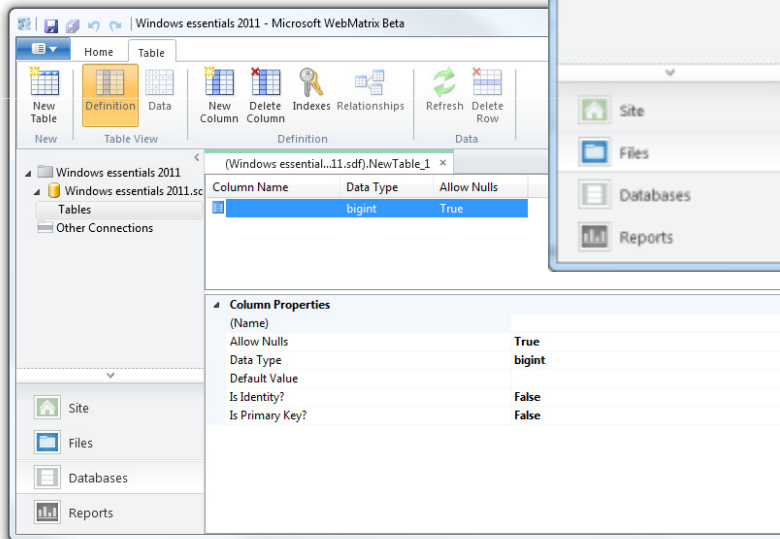 Windows essentials 2011 - Microsoft WebMatrix Beta
Home Table
New Table
Definition
Data
New Column
Delete Column
Indexes
Relationships
Refresh
Delete Row
New
Table View
Definition
Data
Windows essentials 2011
Windows essentials 2011.sc
Tables
Other Connections
(Windows essential...11.sdf).NewTable_1 ×
Column Name Data Type Allow Nulls
bigint True
Column Properties
(Name)
Allow Nulls True
Data Type bigint
Default Value
Is Identity? False
Is Primary Key? False
Site
Files
Databases
Reports
Site
Files
Databases
Reports